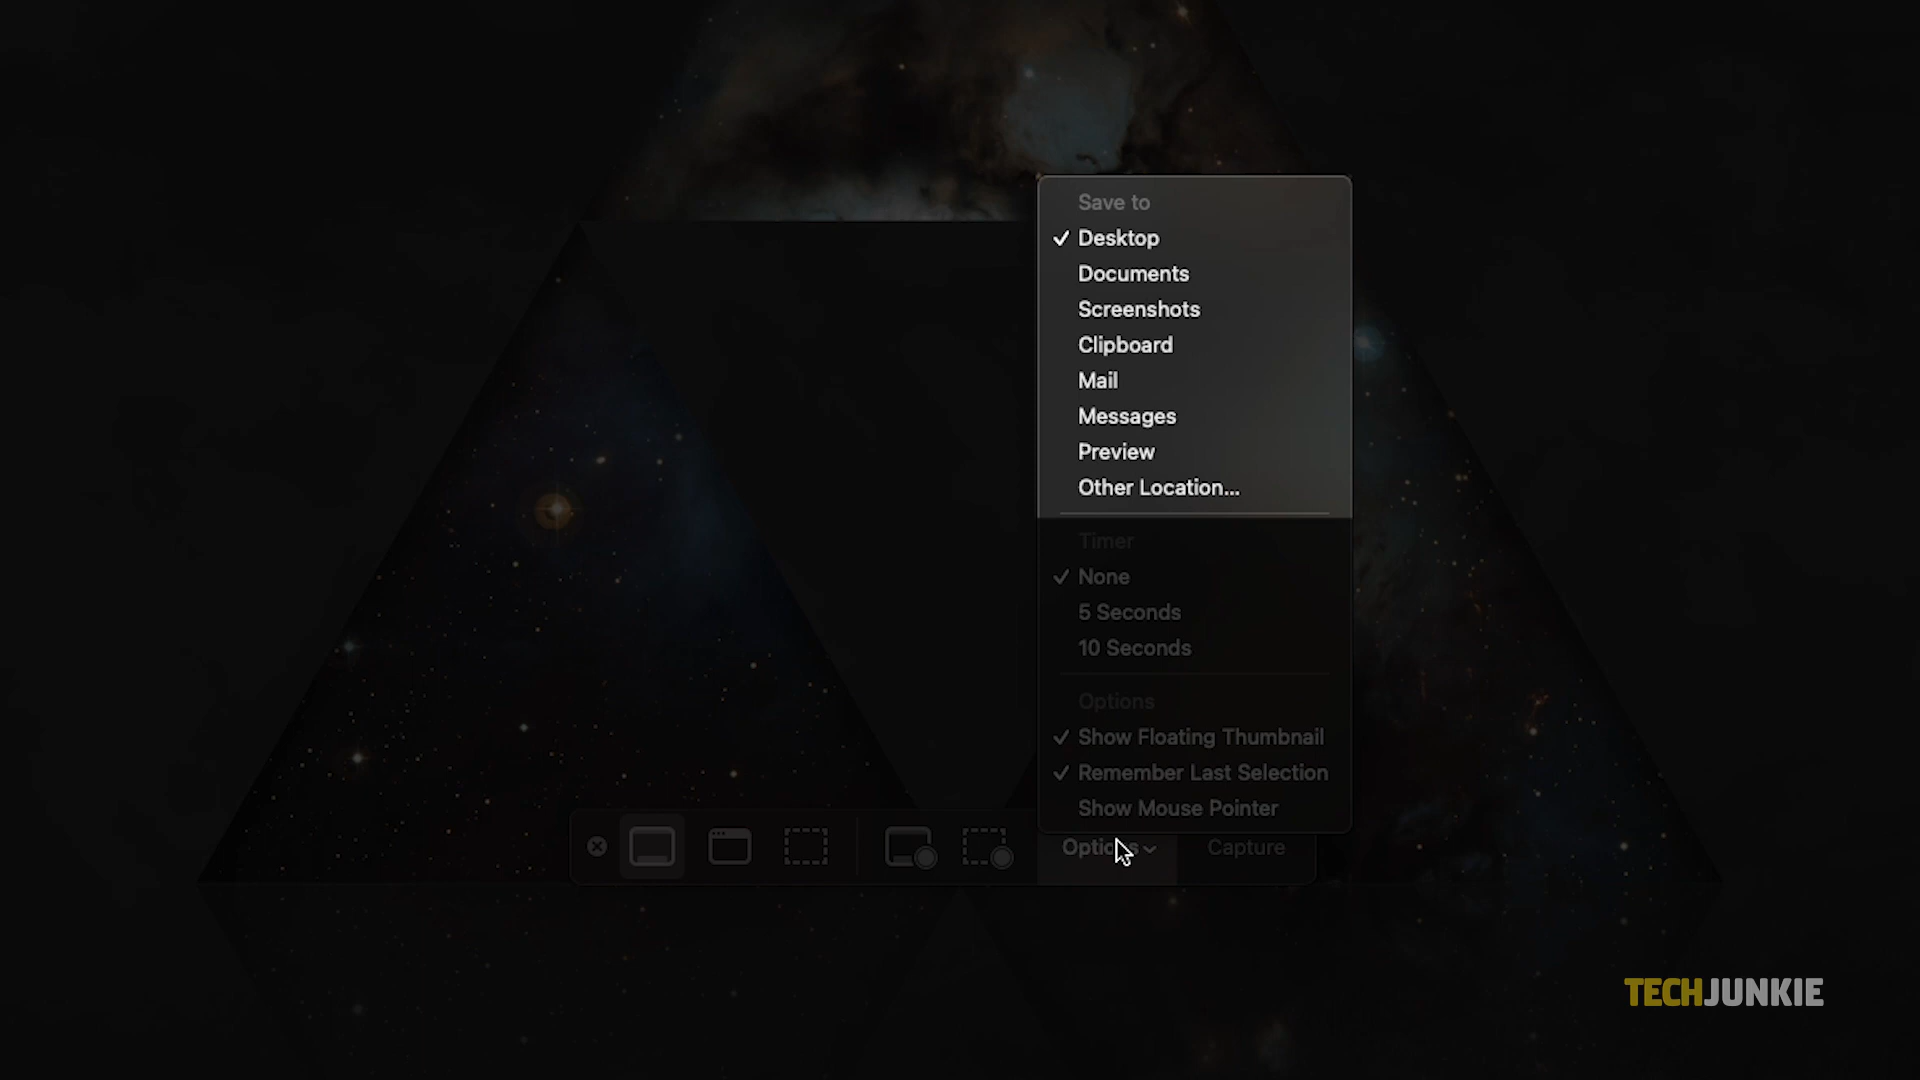 Save to
✓ Desktop
Documents
Screenshots
Clipboard
Mail
Messages
Preview
Other Location...
Timer
✓ None
5 Seconds
10 Seconds
Options
✓ Show Floating Thumbnail
✓ Remember Last Selection
Show Mouse Pointer
Options
Capture
TECHJUNKIE